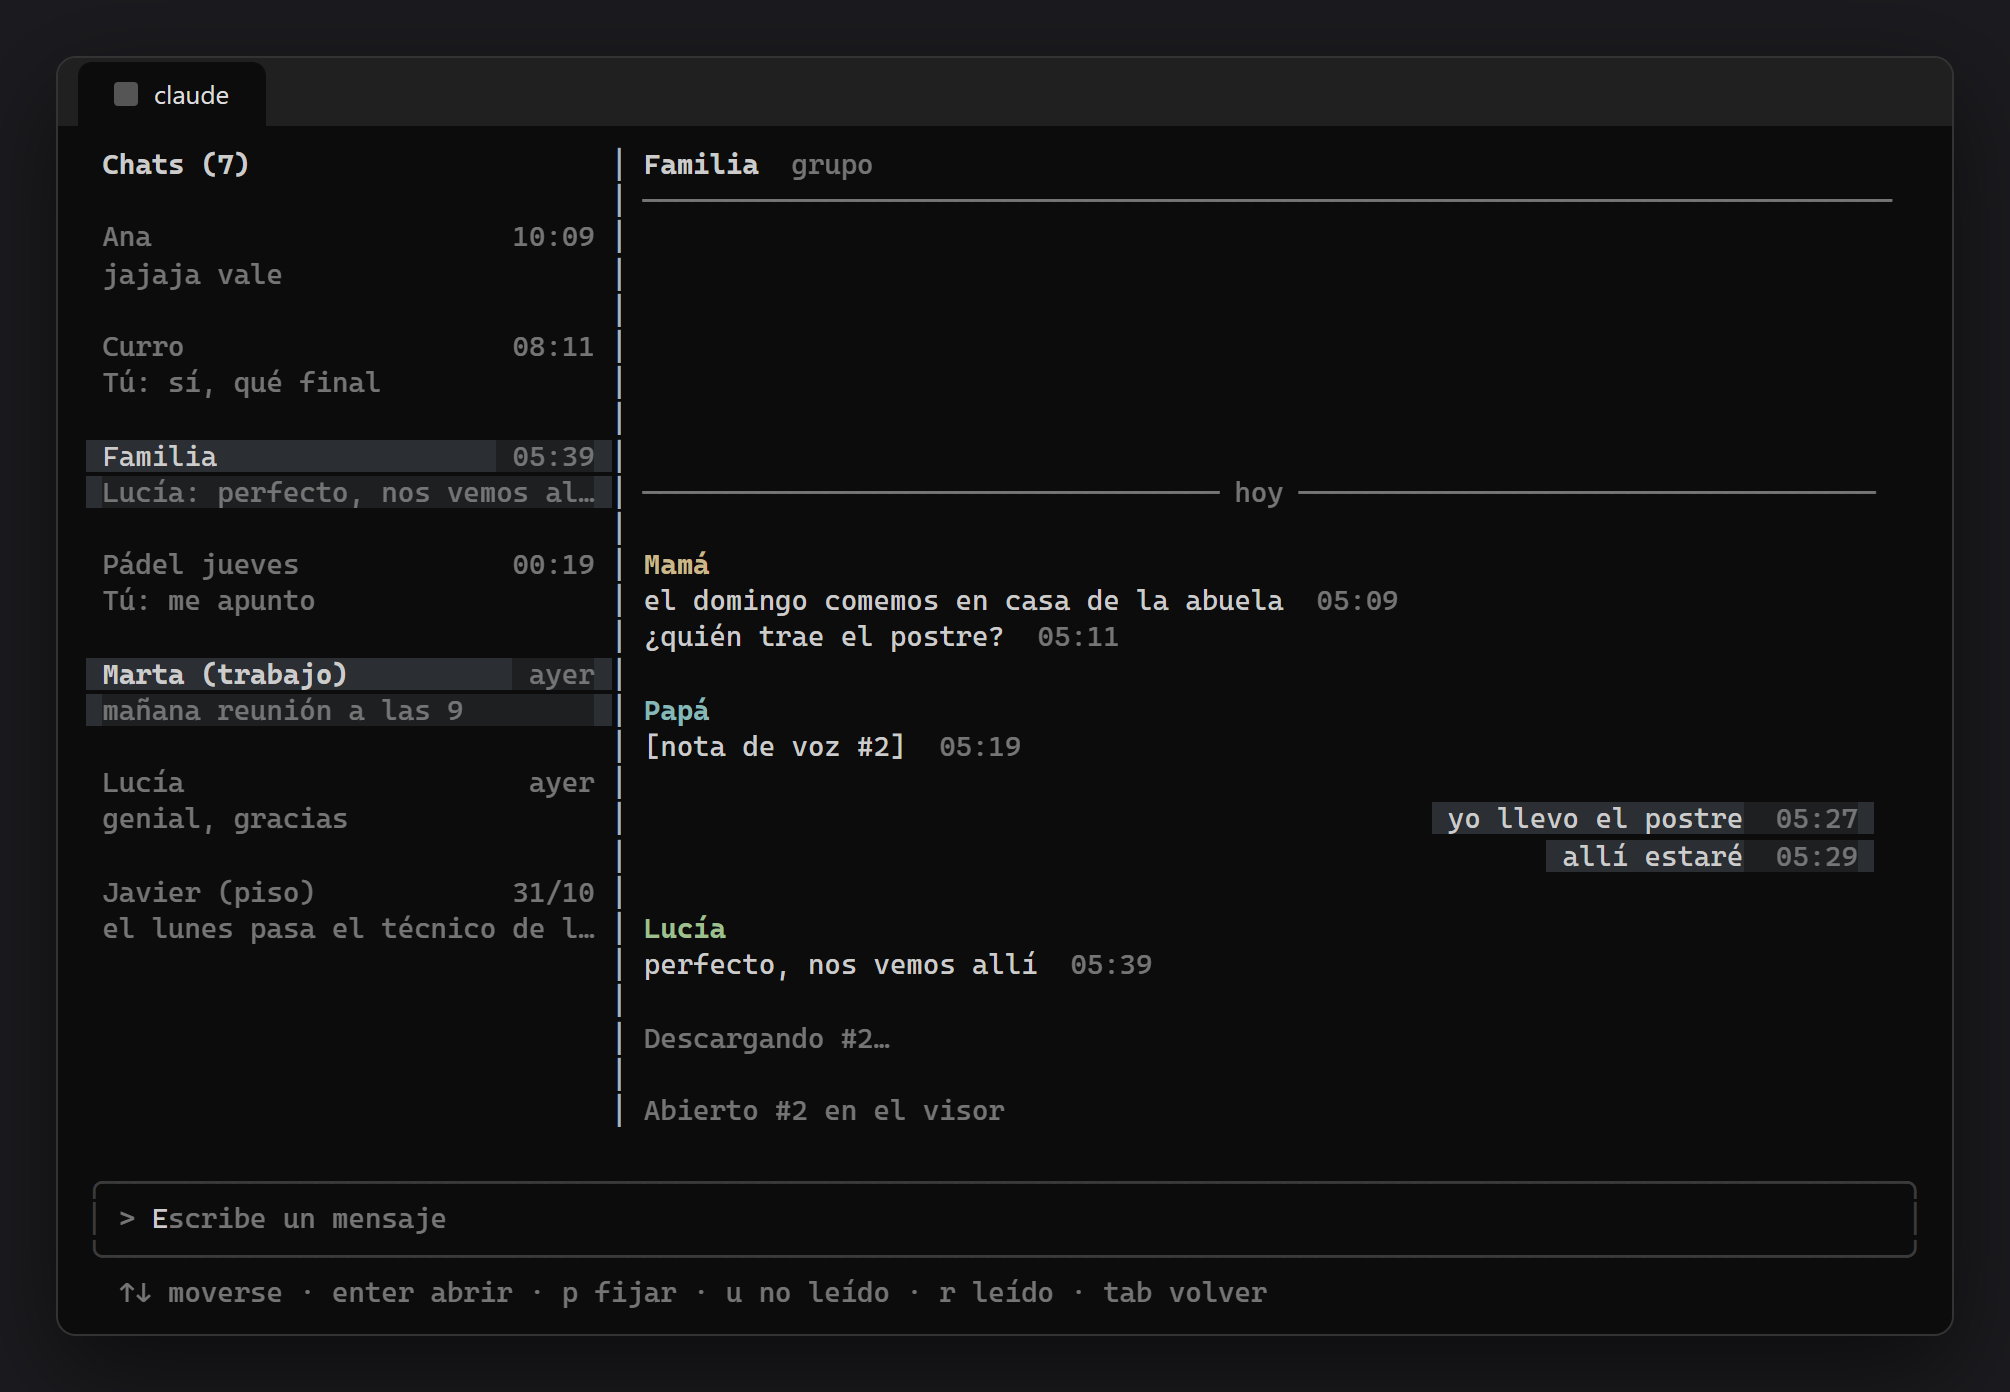 claude
Chats (7)
Ana 10:09
jajaja vale
Curro 08:11
Tú: sí, qué final
Familia 05:39
Lucía: perfecto, nos vemos al…
Pádel jueves 00:19
Tú: me apunto
Marta (trabajo) ayer
mañana reunión a las 9
Lucía ayer
genial, gracias
Javier (piso) 31/10
el lunes pasa el técnico de l…
Familia grupo
hoy
Mamá
el domingo comemos en casa de la abuela 05:09
¿quién trae el postre? 05:11
Papá
[nota de voz #2] 05:19
yo llevo el postre 05:27
allí estaré 05:29
Lucía
perfecto, nos vemos allí 05:39
Descargando #2…
Abierto #2 en el visor
> Escribe un mensaje
↑↓ moverse · enter abrir · p fijar · u no leído · r leído · tab volver